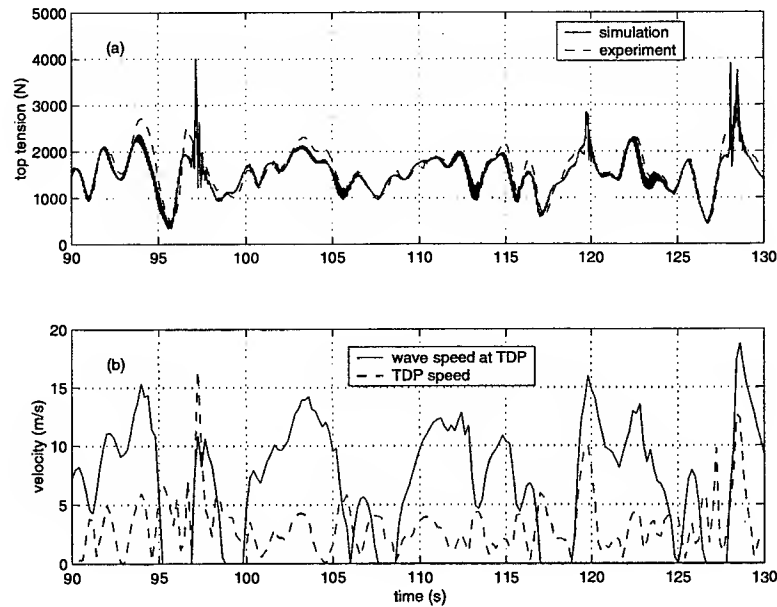 5000
(a)
simulation
experiment
4000
3000
2000
1000
0
top tension (N)
90 95 100 105 110 115 120 125 130
20
(b)
wave speed at TDP
TDP speed
15
10
5
0
velocity (m/s)
90 95 100 105 110 115 120 125 130
time (s)